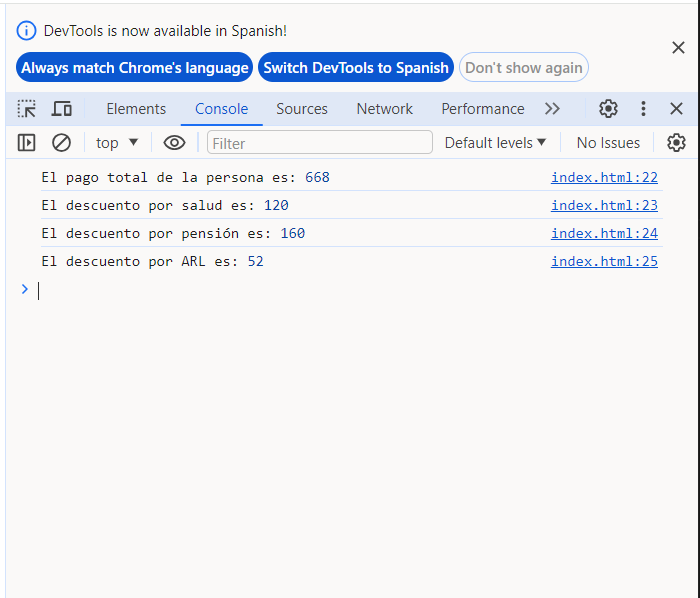 DevTools is now available in Spanish!
Always match Chrome's language Switch DevTools to Spanish Don't show again
Elements Console Sources Network Performance
top Filter Default levels No Issues
El pago total de la persona es: 668 index.html:22
El descuento por salud es: 120 index.html:23
El descuento por pensión es: 160 index.html:24
El descuento por ARL es: 52 index.html:25